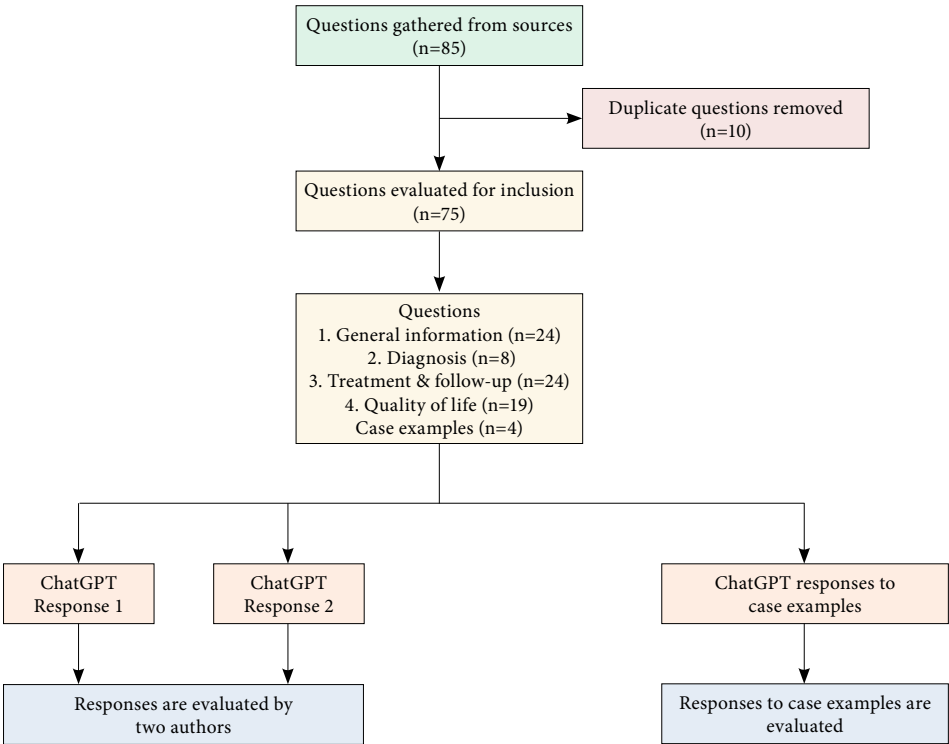 Questions gathered from sources
(n=85)
Duplicate questions removed
(n=10)
Questions evaluated for inclusion
(n=75)
Questions
1. General information (n=24)
2. Diagnosis (n=8)
3. Treatment & follow-up (n=24)
4. Quality of life (n=19)
Case examples (n=4)
ChatGPT
Response 1
ChatGPT
Response 2
ChatGPT responses to
case examples
Responses are evaluated by
two authors
Responses to case examples are
evaluated